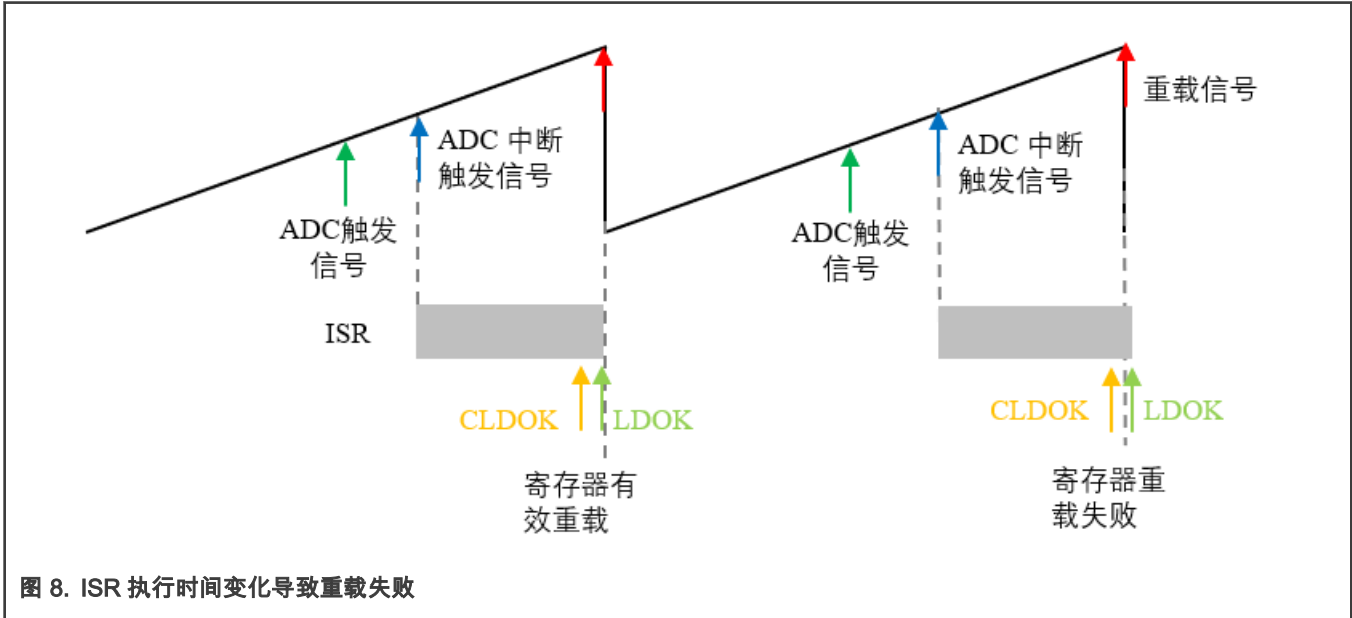 重载信号
ADC 中断
触发信号
ADC 中断
触发信号
ADC触发
信号
ADC触发
信号
ISR
CLDOK
LDOK
CLDOK
LDOK
寄存器有
效重载
寄存器重
载失败
图 8. ISR 执行时间变化导致重载失败